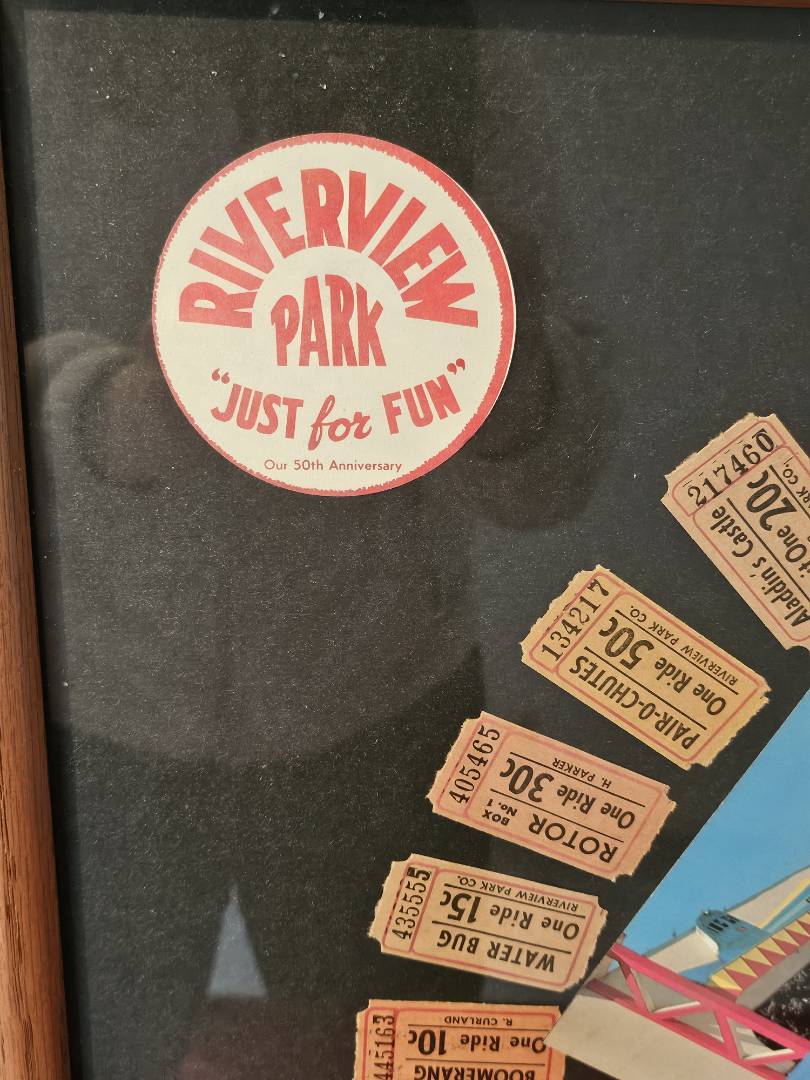 RIVERVIEW
PARK
“JUST for FUN”
Our 50th Anniversary
217460
Aladdin's Castle
One 20c
RK CO.
134217
PAIR-O-CHUTES
One Ride 50c
RIVERVIEW PARK CO.
405465
ROTOR BOX No. 1
One Ride 30c
H. PARKER
435555
WATER BUG
One Ride 15c
RIVERVIEW PARK CO.
445163
BOOMERANG
One Ride 10c
R. CURLAND